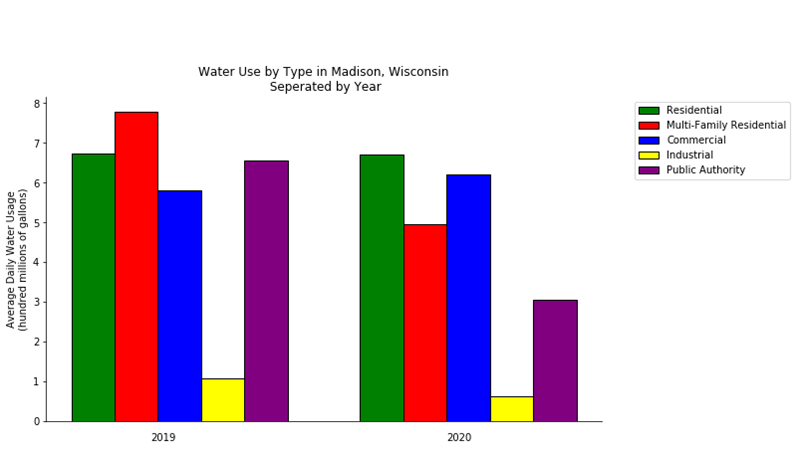 Water Use by Type in Madison, Wisconsin
Seperated by Year
Average Daily Water Usage
(hundred millions of gallons)
8
7
6
5
4
3
2
1
0
2019
2020
Residential
Multi-Family Residential
Commercial
Industrial
Public Authority